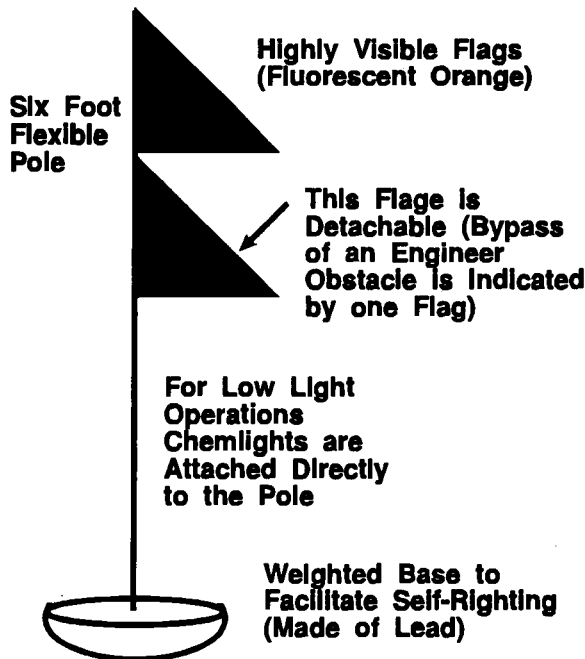 Highly Visible Flags
(Fluorescent Orange)
Six Foot
Flexible
Pole
This Flage is
Detachable (Bypass
of an Engineer
Obstacle is Indicated
by one Flag)
For Low Light
Operations
Chemlights are
Attached Directly
to the Pole
Weighted Base to
Facilitate Self-Righting
(Made of Lead)